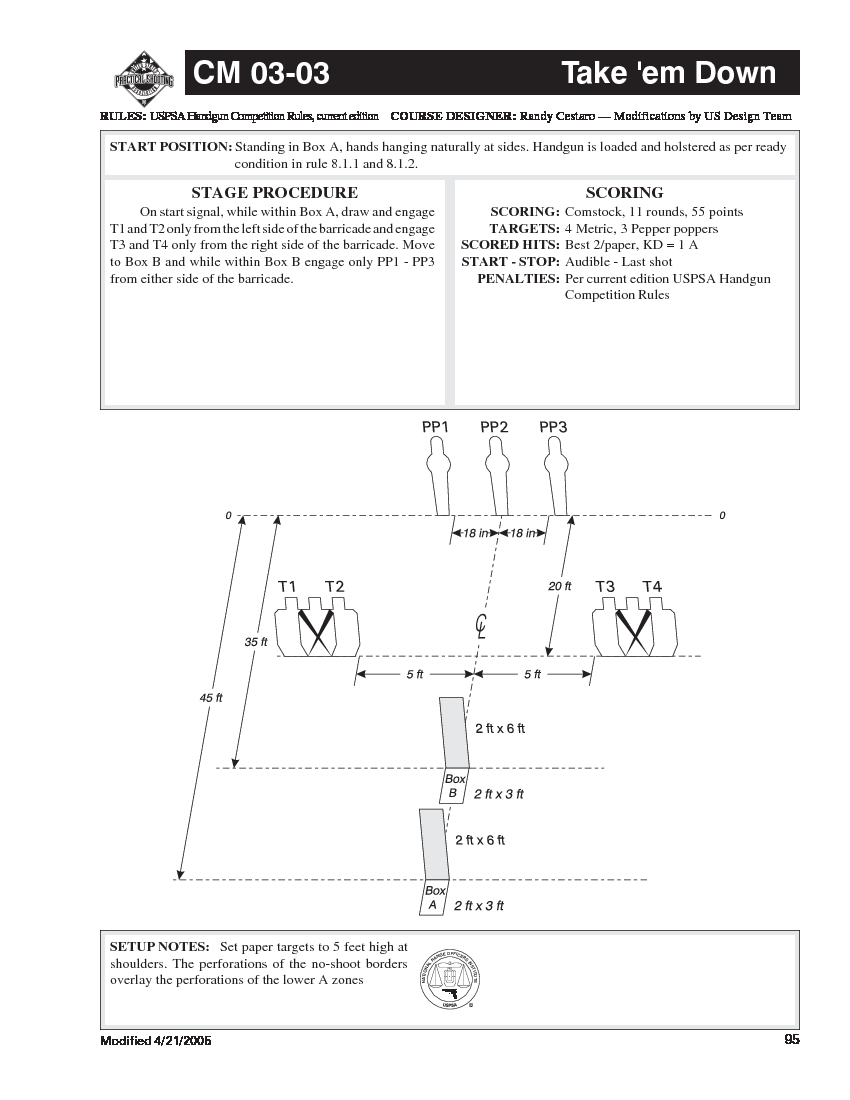 PRACTICAL SHOOTING
CM 03-03 Take 'em Down
RULES: USPSA Handgun Competition Rules, current edition COURSE DESIGNER: Randy Cestaro — Modifications by US Design Team
START POSITION: Standing in Box A, hands hanging naturally at sides. Handgun is loaded and holstered as per ready
condition in rule 8.1.1 and 8.1.2.
STAGE PROCEDURE
On start signal, while within Box A, draw and engage
T1 and T2 only from the left side of the barricade and engage
T3 and T4 only from the right side of the barricade. Move
to Box B and while within Box B engage only PP1 - PP3
from either side of the barricade.
SCORING
SCORING: Comstock, 11 rounds, 55 points
TARGETS: 4 Metric, 3 Pepper poppers
SCORED HITS: Best 2/paper, KD = 1 A
START - STOP: Audible - Last shot
PENALTIES: Per current edition USPSA Handgun
Competition Rules
PP1 PP2 PP3
0 0
18 in 18 in
T1 T2 20 ft T3 T4
CL
35 ft
5 ft 5 ft
45 ft
2 ft x 6 ft
Box
B 2 ft x 3 ft
2 ft x 6 ft
Box
A 2 ft x 3 ft
SETUP NOTES: Set paper targets to 5 feet high at
shoulders. The perforations of the no-shoot borders
overlay the perforations of the lower A zones
NATIONAL RANGE OFFICERS INSTITUTE
USPSA
Modified 4/21/2005 95